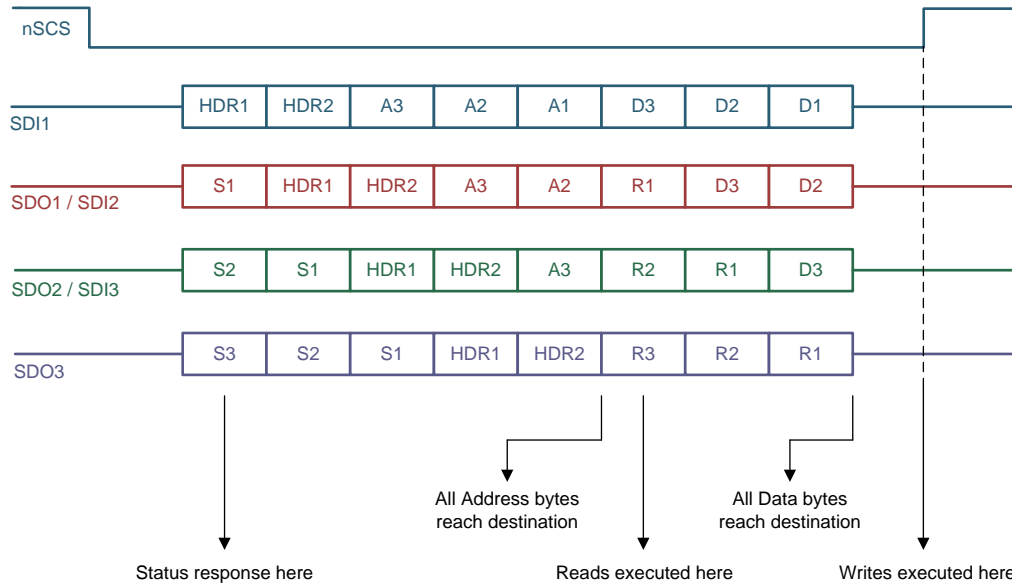 nSCS
HDR1 HDR2 A3 A2 A1 D3 D2 D1
SDI1
S1 HDR1 HDR2 A3 A2 R1 D3 D2
SDO1 / SDI2
S2 S1 HDR1 HDR2 A3 R2 R1 D3
SDO2 / SDI3
S3 S2 S1 HDR1 HDR2 R3 R2 R1
SDO3
All Address bytes
reach destination
All Data bytes
reach destination
Status response here
Reads executed here
Writes executed here